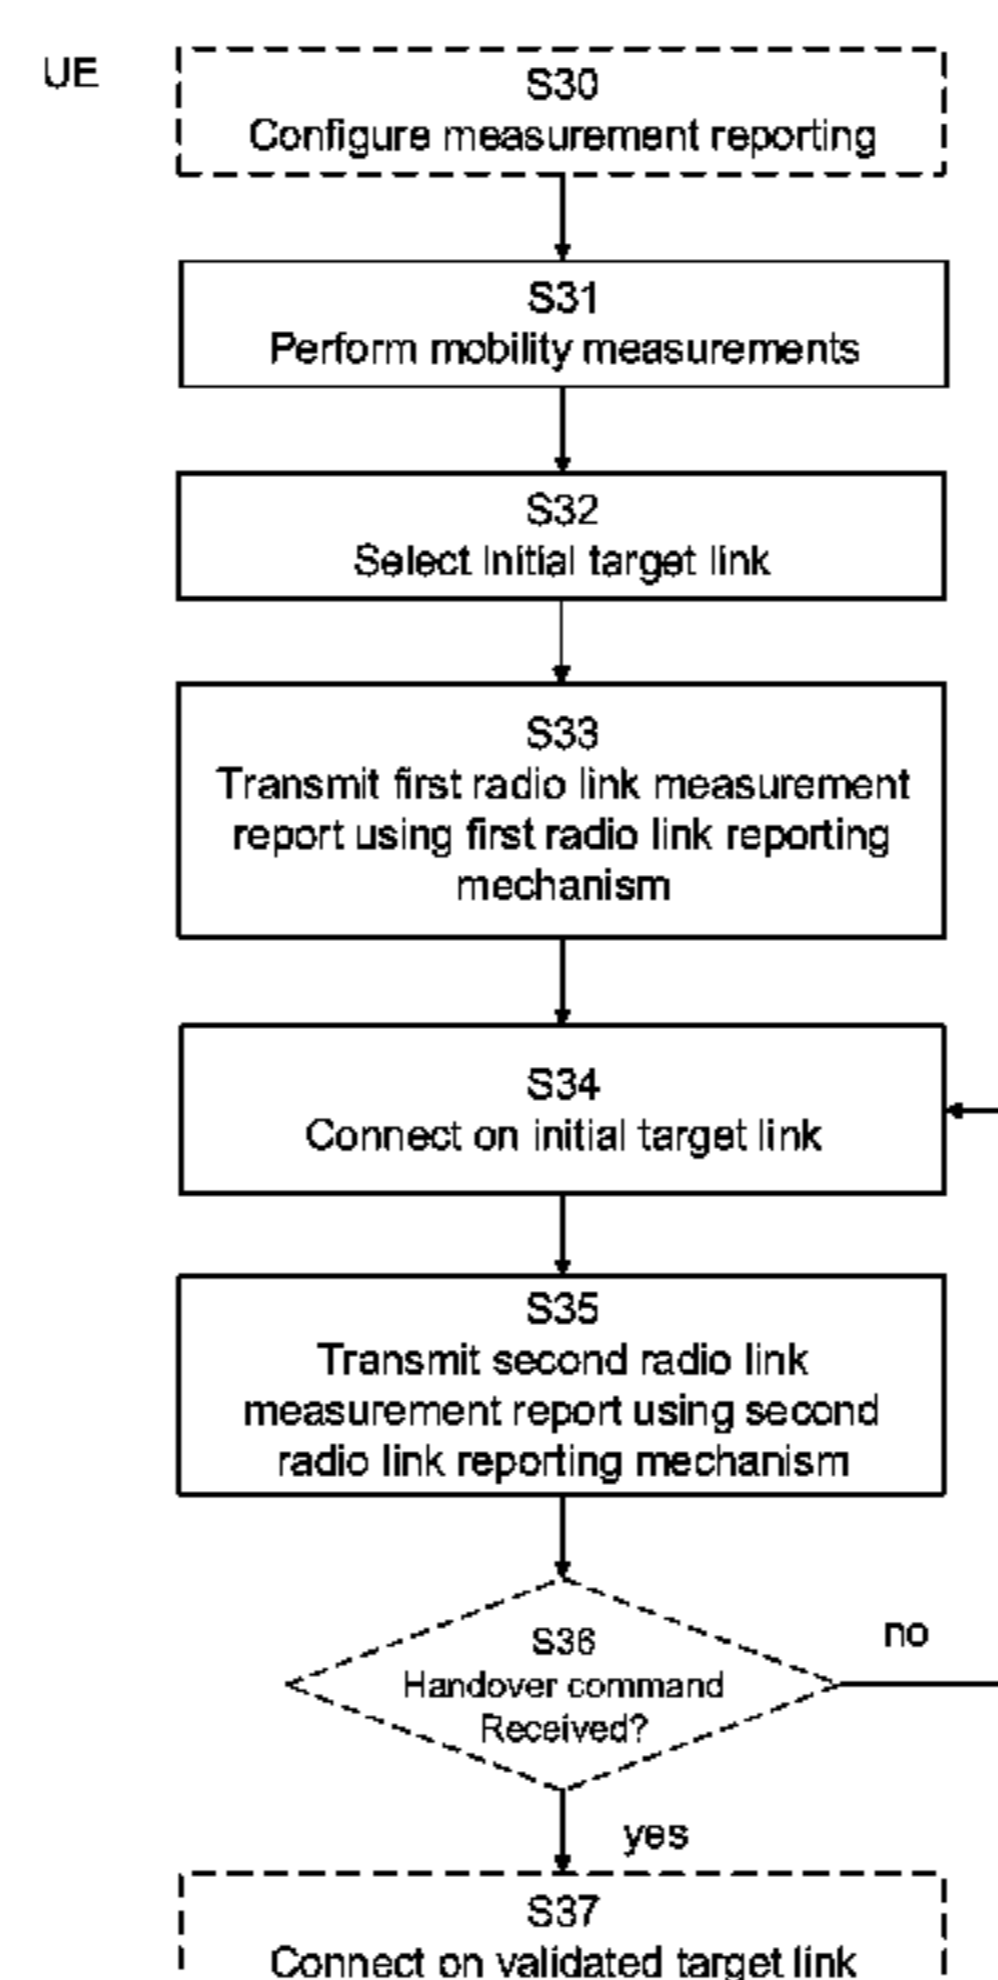 UE
S30
Configure measurement reporting
S31
Perform mobility measurements
S32
Select initial target link
S33
Transmit first radio link measurement
report using first radio link reporting
mechanism
S34
Connect on initial target link
S35
Transmit second radio link
measurement report using second
radio link reporting mechanism
S36
Handover command
Received?
no
yes
S37
Connect on validated target link